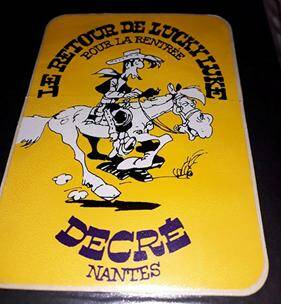 LE RETOUR DE LUCKY LUKE
POUR LA RENTRÉE
DECRÉ
NANTES